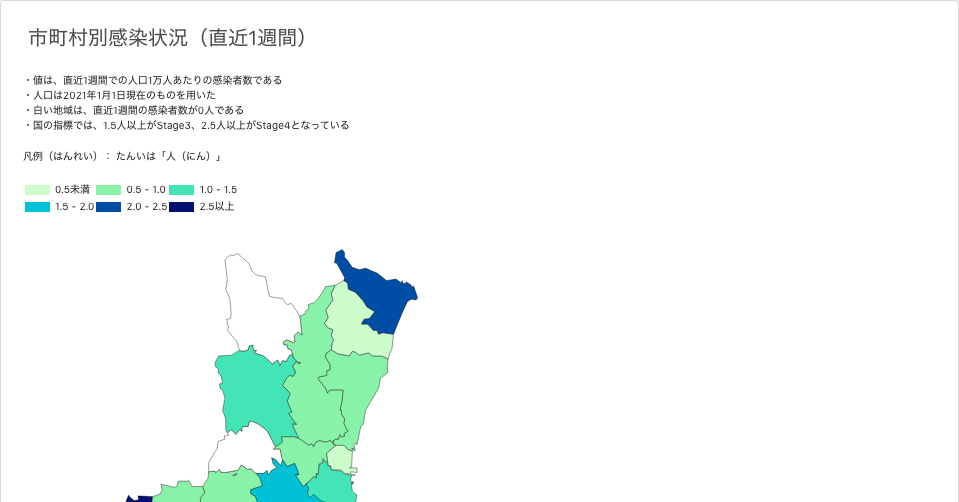 市町村別感染状況（直近1週間）
・値は、直近1週間での人口1万人あたりの感染者数である
・人口は2021年1月1日現在のものを用いた
・白い地域は、直近1週間の感染者数が0人である
・国の指標では、1.5人以上がStage3、2.5人以上がStage4となっている
凡例（はんれい）： たんいは「人（にん）」
0.5未満 0.5 - 1.0 1.0 - 1.5
1.5 - 2.0 2.0 - 2.5 2.5以上